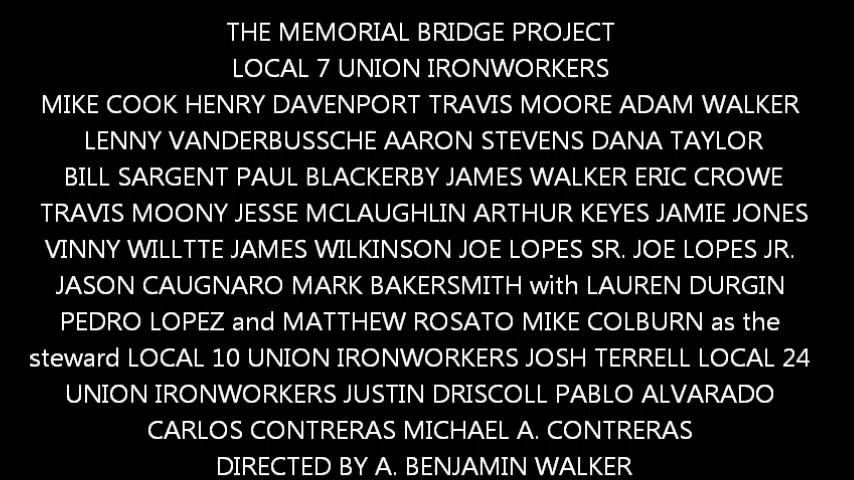 THE MEMORIAL BRIDGE PROJECT
LOCAL 7 UNION IRONWORKERS
MIKE COOK HENRY DAVENPORT TRAVIS MOORE ADAM WALKER
LENNY VANDERBUSSCHE AARON STEVENS DANA TAYLOR
BILL SARGENT PAUL BLACKERBY JAMES WALKER ERIC CROWE
TRAVIS MOONY JESSE MCLAUGHLIN ARTHUR KEYES JAMIE JONES
VINNY WILLTTE JAMES WILKINSON JOE LOPES SR. JOE LOPES JR.
JASON CAUGNARO MARK BAKERSMITH with LAUREN DURGIN
PEDRO LOPEZ and MATTHEW ROSATO MIKE COLBURN as the
steward LOCAL 10 UNION IRONWORKERS JOSH TERRELL LOCAL 24
UNION IRONWORKERS JUSTIN DRISCOLL PABLO ALVARADO
CARLOS CONTRERAS MICHAEL A. CONTRERAS
DIRECTED BY A. BENJAMIN WALKER